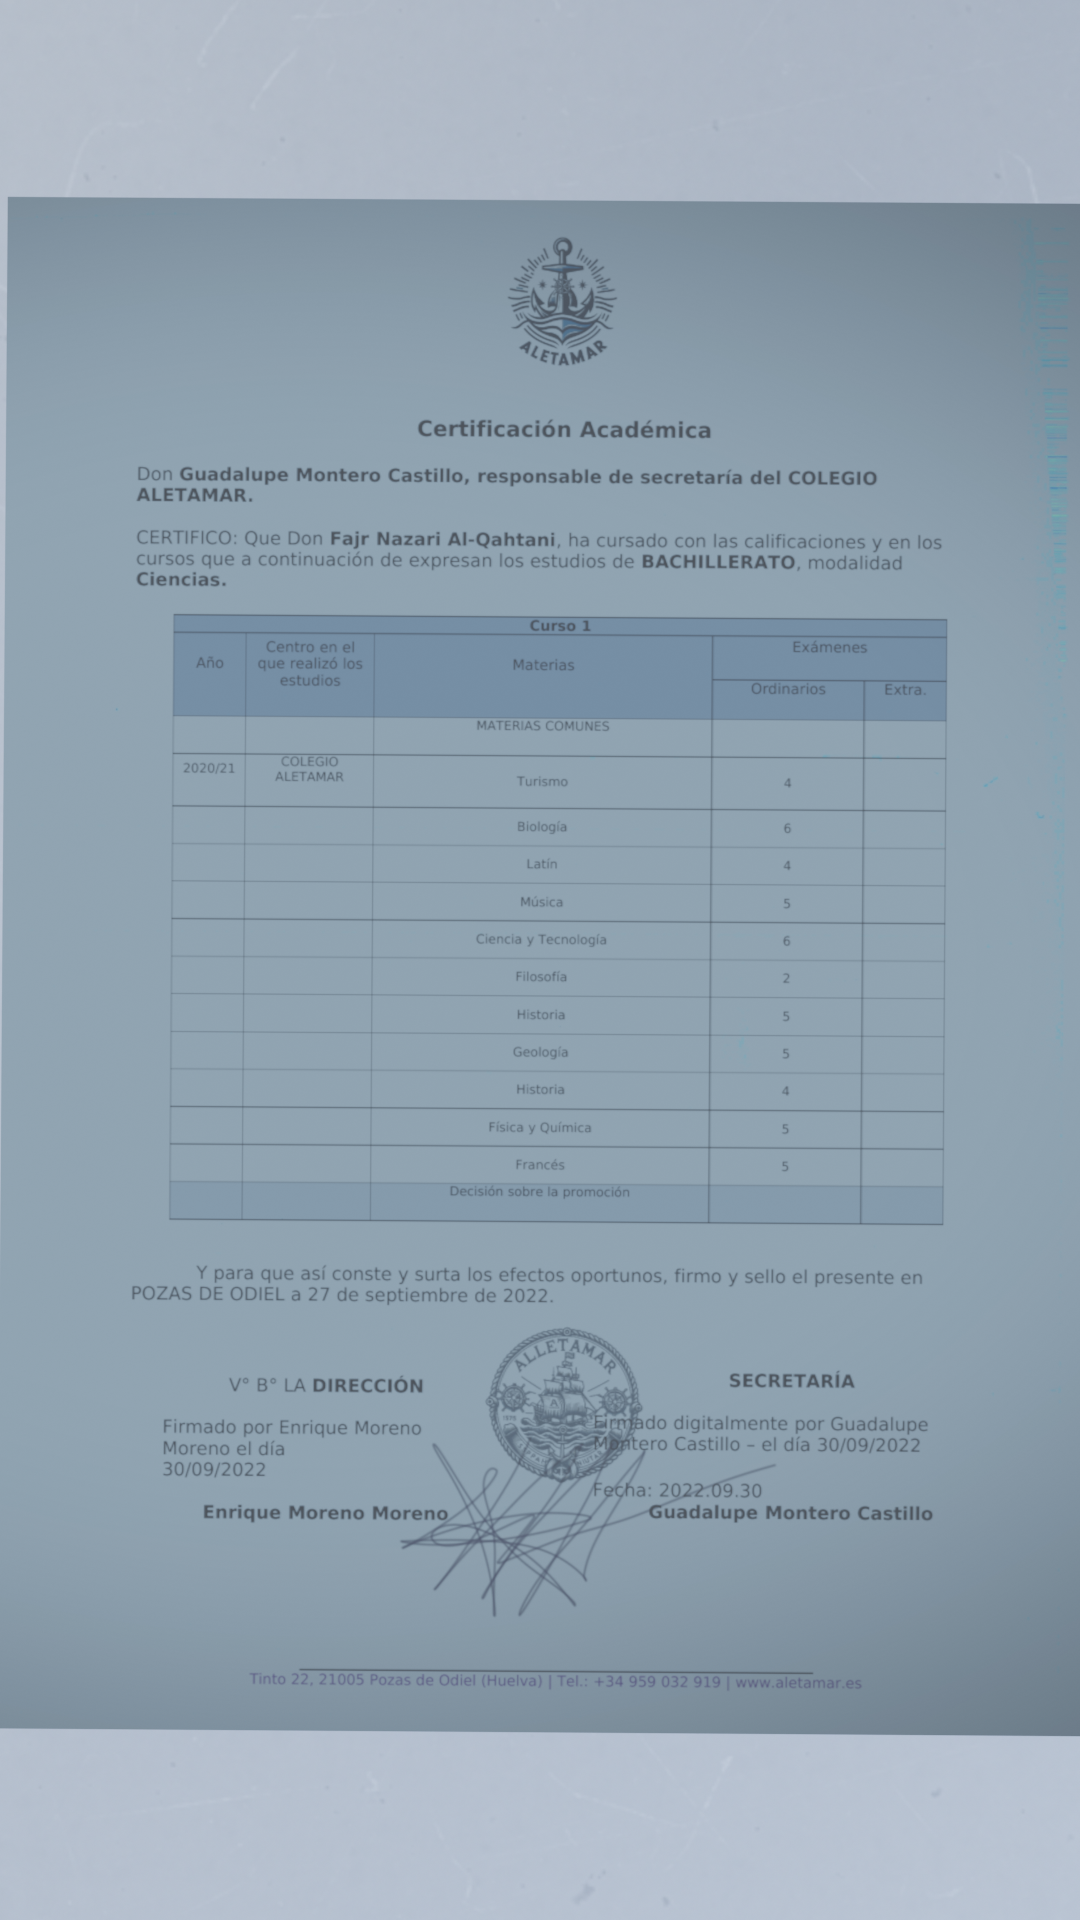 ALETAMAR
Certificación Académica
Don Guadalupe Montero Castillo, responsable de secretaría del COLEGIO
ALETAMAR.
CERTIFICO: Que Don Fajr Nazari Al-Qahtani, ha cursado con las calificaciones y en los
cursos que a continuación de expresan los estudios de BACHILLERATO, modalidad
Ciencias.
Curso 1
Año
Centro en el
que realizó los
estudios
Materias
Exámenes
Ordinarios
Extra.
MATERIAS COMUNES
2020/21
COLEGIO
ALETAMAR
Turismo 4
Biología 6
Latín 4
Música 5
Ciencia y Tecnología 6
Filosofía 2
Historia 5
Geología 5
Historia 4
Física y Química 5
Francés 5
Decisión sobre la promoción
Y para que así conste y surta los efectos oportunos, firmo y sello el presente en
POZAS DE ODIEL a 27 de septiembre de 2022.
ALLETAMAR
V° B° LA DIRECCIÓN
Firmado por Enrique Moreno
Moreno el día
30/09/2022
Enrique Moreno Moreno
SECRETARÍA
Firmado digitalmente por Guadalupe
Montero Castillo – el día 30/09/2022
Fecha: 2022.09.30
Guadalupe Montero Castillo
Tinto 22, 21005 Pozas de Odiel (Huelva) | Tel.: +34 959 032 919 | www.aletamar.es